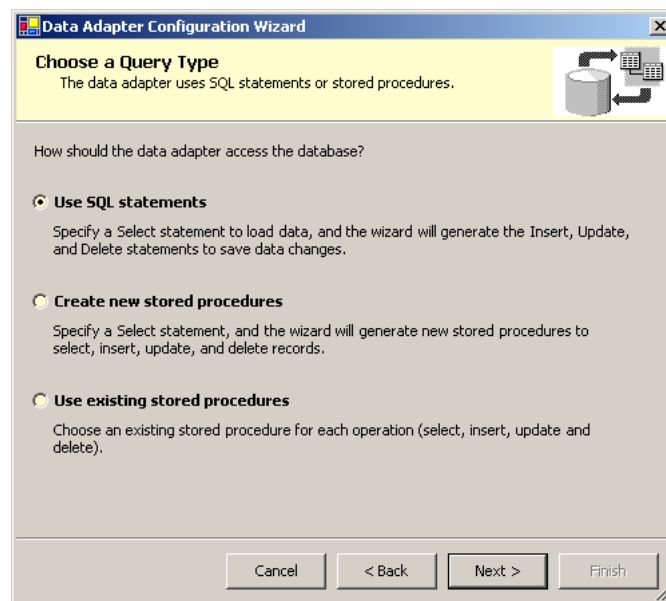 Data Adapter Configuration Wizard
Choose a Query Type
The data adapter uses SQL statements or stored procedures.
How should the data adapter access the database?
Use SQL statements
Specify a Select statement to load data, and the wizard will generate the Insert, Update,
and Delete statements to save data changes.
Create new stored procedures
Specify a Select statement, and the wizard will generate new stored procedures to
select, insert, update, and delete records.
Use existing stored procedures
Choose an existing stored procedure for each operation (select, insert, update and
delete).
Cancel
< Back
Next >
Finish